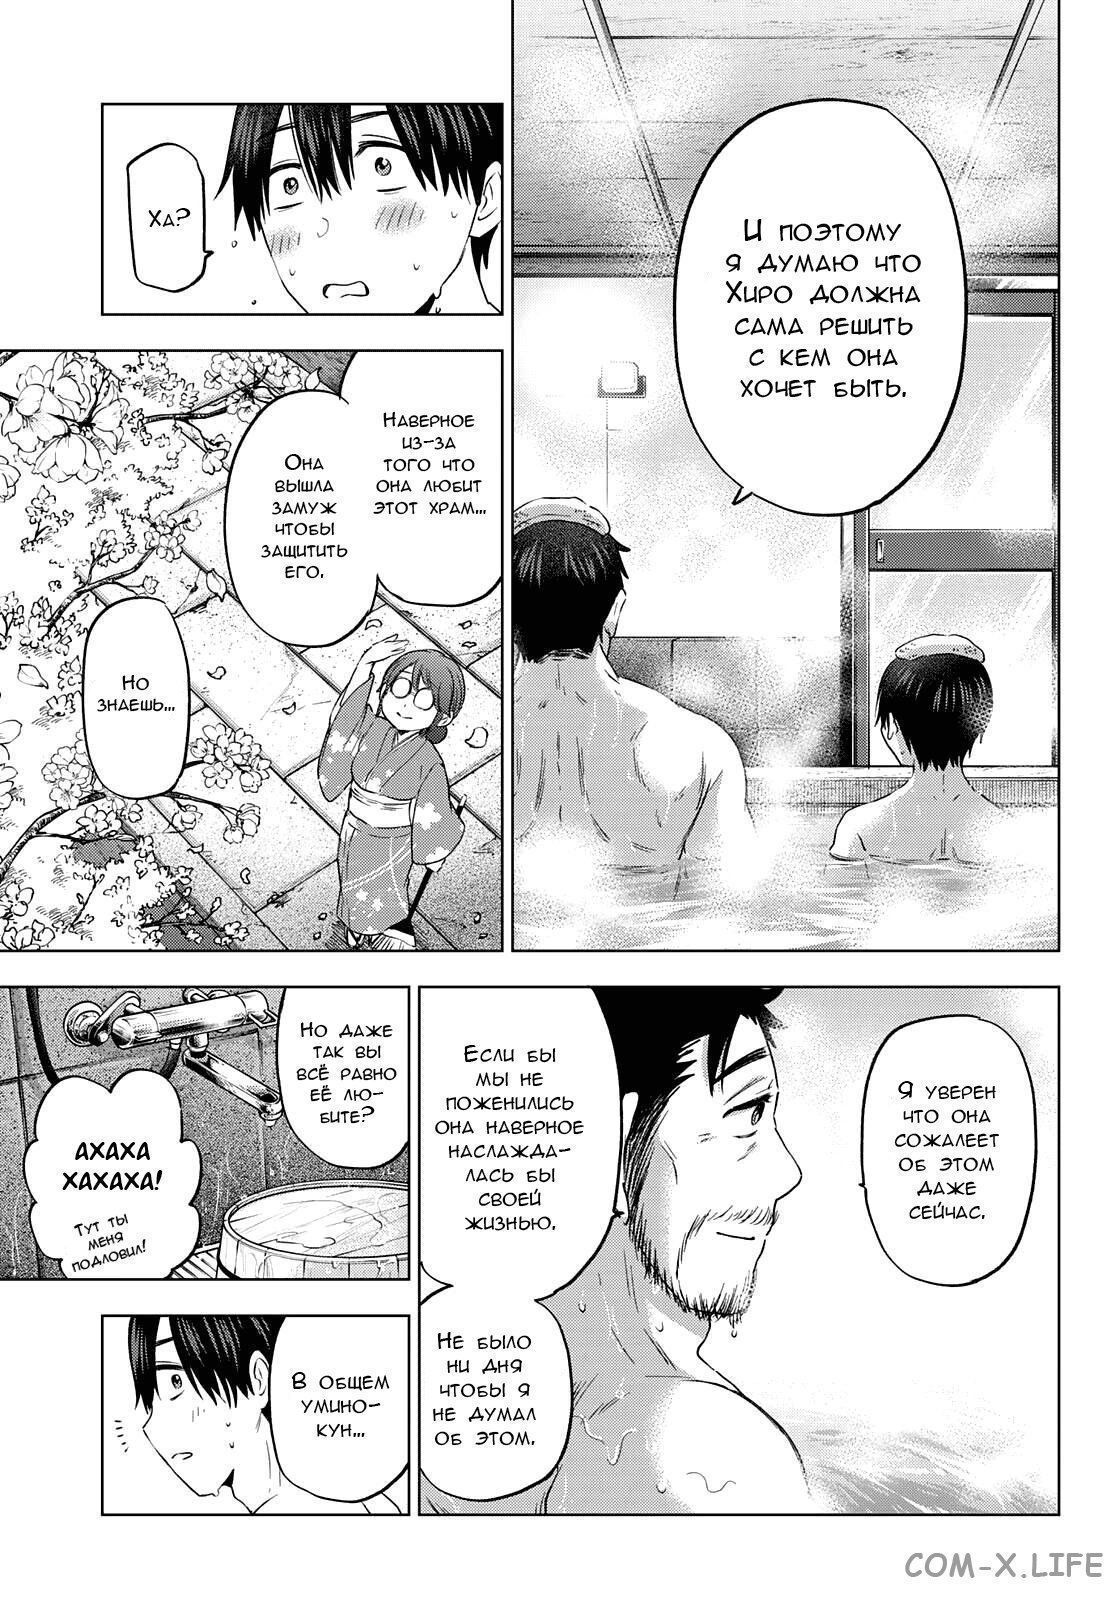 И поэтому
я думаю что
Хиро должна
сама решить
с кем она
хочет быть.
Ха?
Наверное
из-за
того что
она любит
этот храм...
Она
вышла
замуж
чтобы
защитить
его.
Но
знаешь...
Я уверен
что она
сожалеет
об этом
даже
сейчас.
Если бы
мы не
поженились
она наверное
наслажда-
лась бы
своей
жизнью.
Не было
ни дня
чтобы я
не думал
об этом.
Но даже
так вы
всё равно
её лю-
бите?
АХАХА
ХАХАХА!
Тут ты
меня
подловил!
В общем
Умино-
кун...
COM-X.LIFE